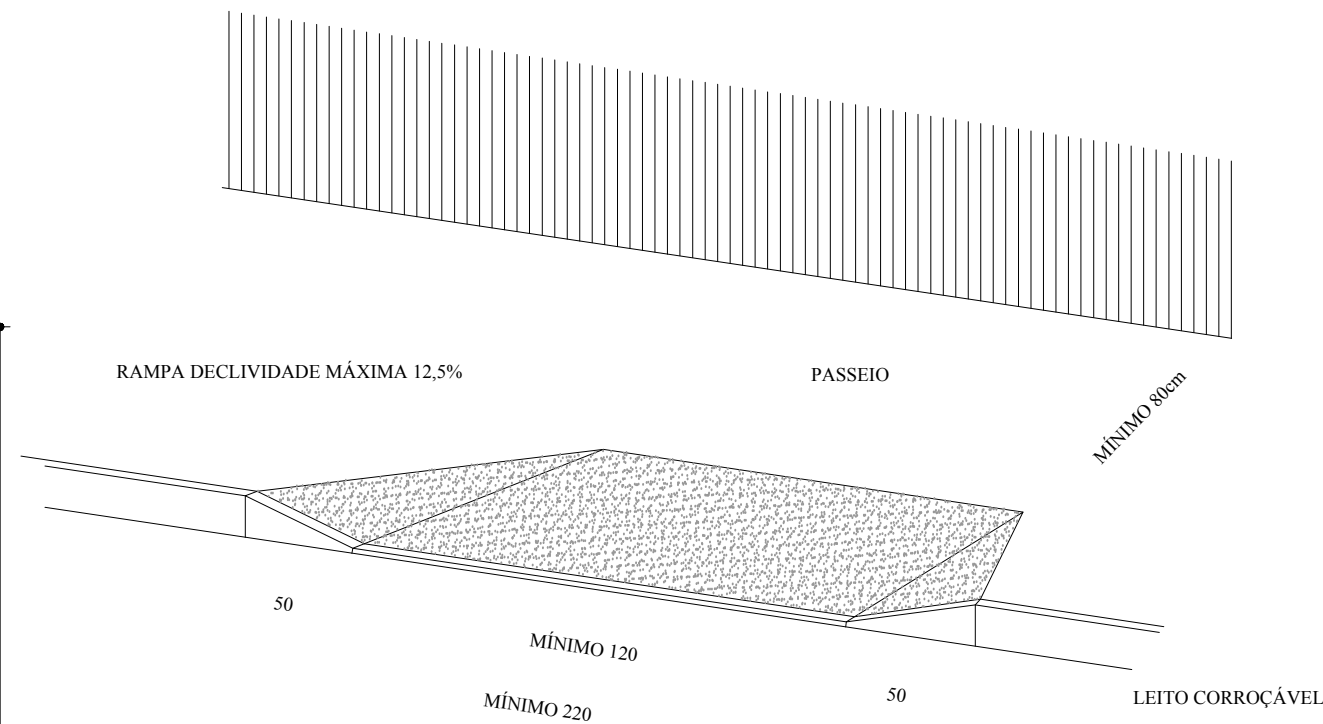 RAMPA DECLIVIDADE MÁXIMA 12,5%
PASSEIO
MÍNIMO 80cm
50
MÍNIMO 120
50
MÍNIMO 220
LEITO CORROÇÁVEL